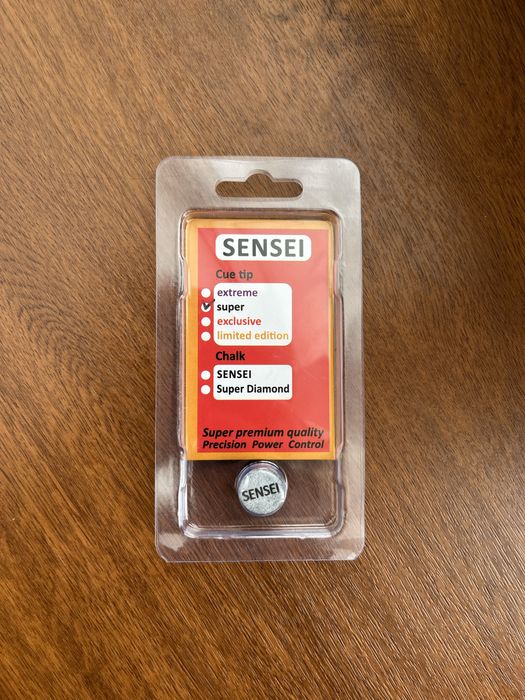 SENSEI
Cue tip
extreme
super
exclusive
limited edition
Chalk
SENSEI
Super Diamond
Super premium quality
Precision Power Control
SENSEI